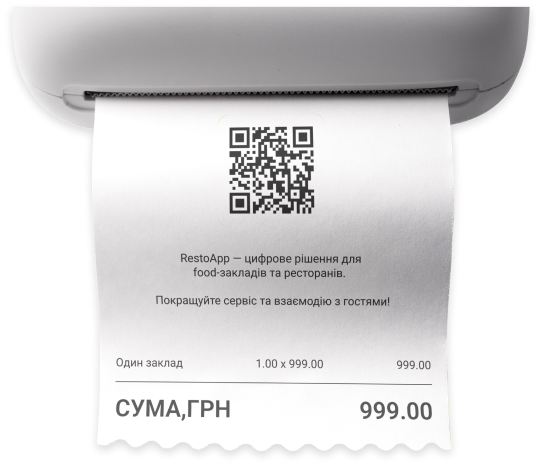 RestoApp — цифрове рішення для
food-закладів та ресторанів.
Покращуйте сервіс та взаємодію з гостями!
Один заклад 1.00 x 999.00 999.00
СУМА,ГРН 999.00